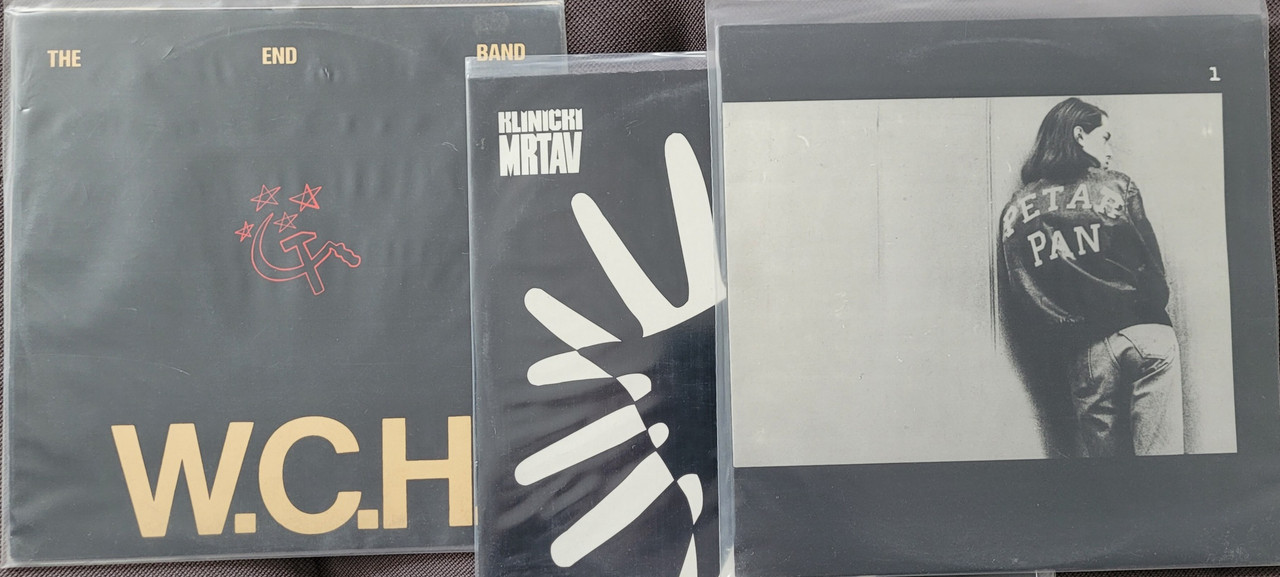 THE END BAND
W.C.H
KLINICKI
MRTAV
1
PETAR
PAN